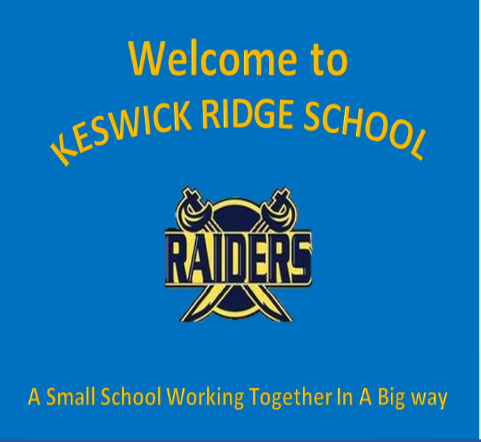 Welcome to
KESWICK RIDGE SCHOOL
RAIDERS
A Small School Working Together In A Big way